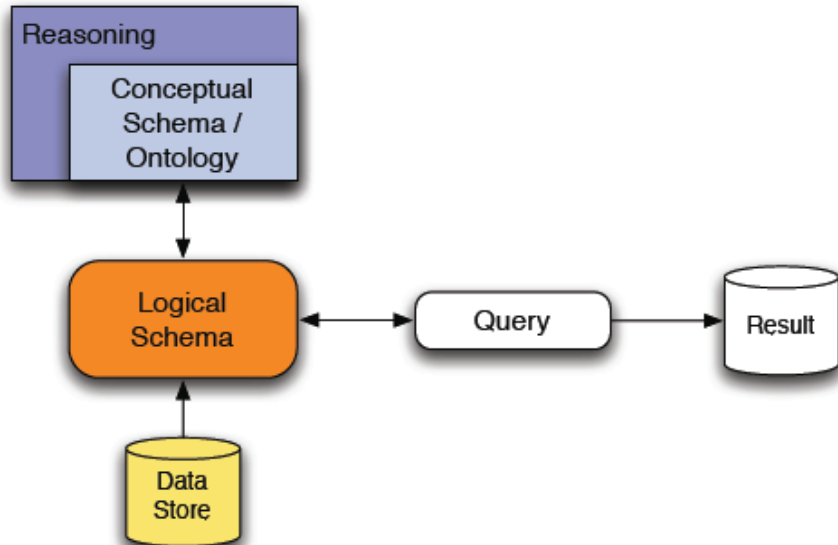 Reasoning
Conceptual
Schema /
Ontology
Logical
Schema
Query
Result
Data
Store